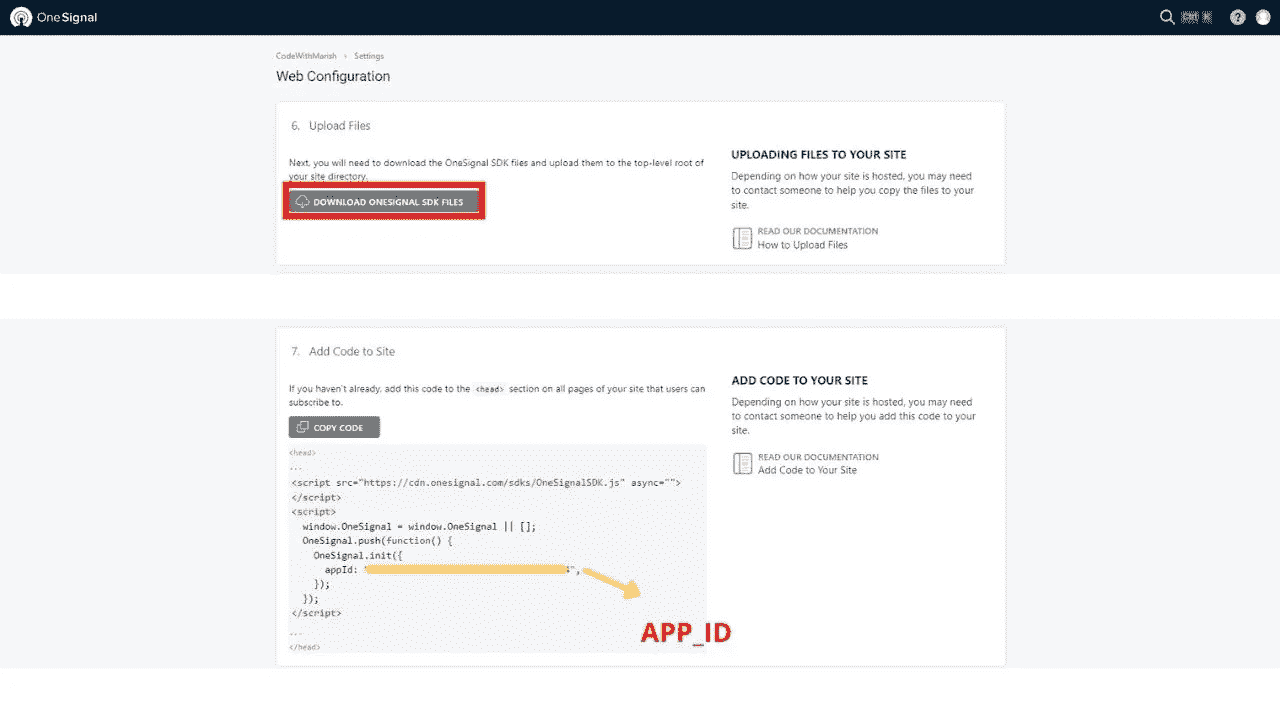 OneSignal
Ctrl K ?
CodeWithMarish › Settings
Web Configuration
6. Upload Files
Next, you will need to download the OneSignal SDK files and upload them to the top-level root of
your site directory.
DOWNLOAD ONESIGNAL SDK FILES
UPLOADING FILES TO YOUR SITE
Depending on how your site is hosted, you may need
to contact someone to help you copy the files to your
site.
READ OUR DOCUMENTATION
How to Upload Files
7. Add Code to Site
If you haven't already, add this code to the <head> section on all pages of your site that users can
subscribe to.
COPY CODE
<head>
...
<script src="https://cdn.onesignal.com/sdks/OneSignalSDK.js" async="">
</script>
<script>
window.OneSignal = window.OneSignal || [];
OneSignal.push(function() {
OneSignal.init({
appId: "
",
});
});
</script>
...
</head>
APP_ID
ADD CODE TO YOUR SITE
Depending on how your site is hosted, you may need
to contact someone to help you add this code to your
site.
READ OUR DOCUMENTATION
Add Code to Your Site